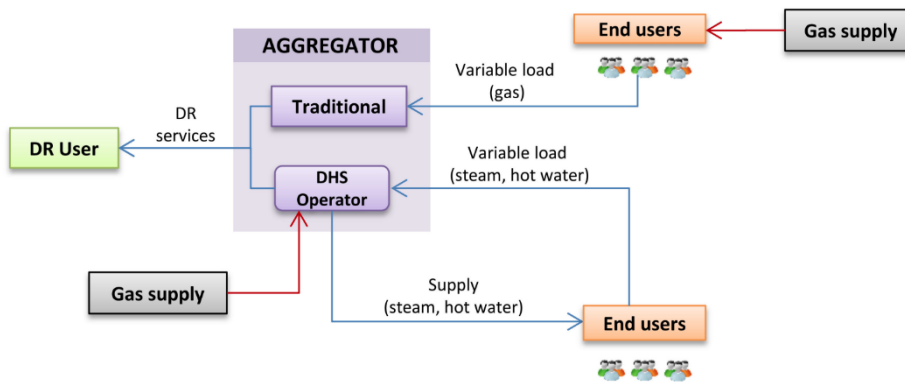 End users
Gas supply
AGGREGATOR
Variable load
(gas)
Traditional
DR
services
DR User
Variable load
(steam, hot water)
DHS
Operator
Gas supply
Supply
(steam, hot water)
End users